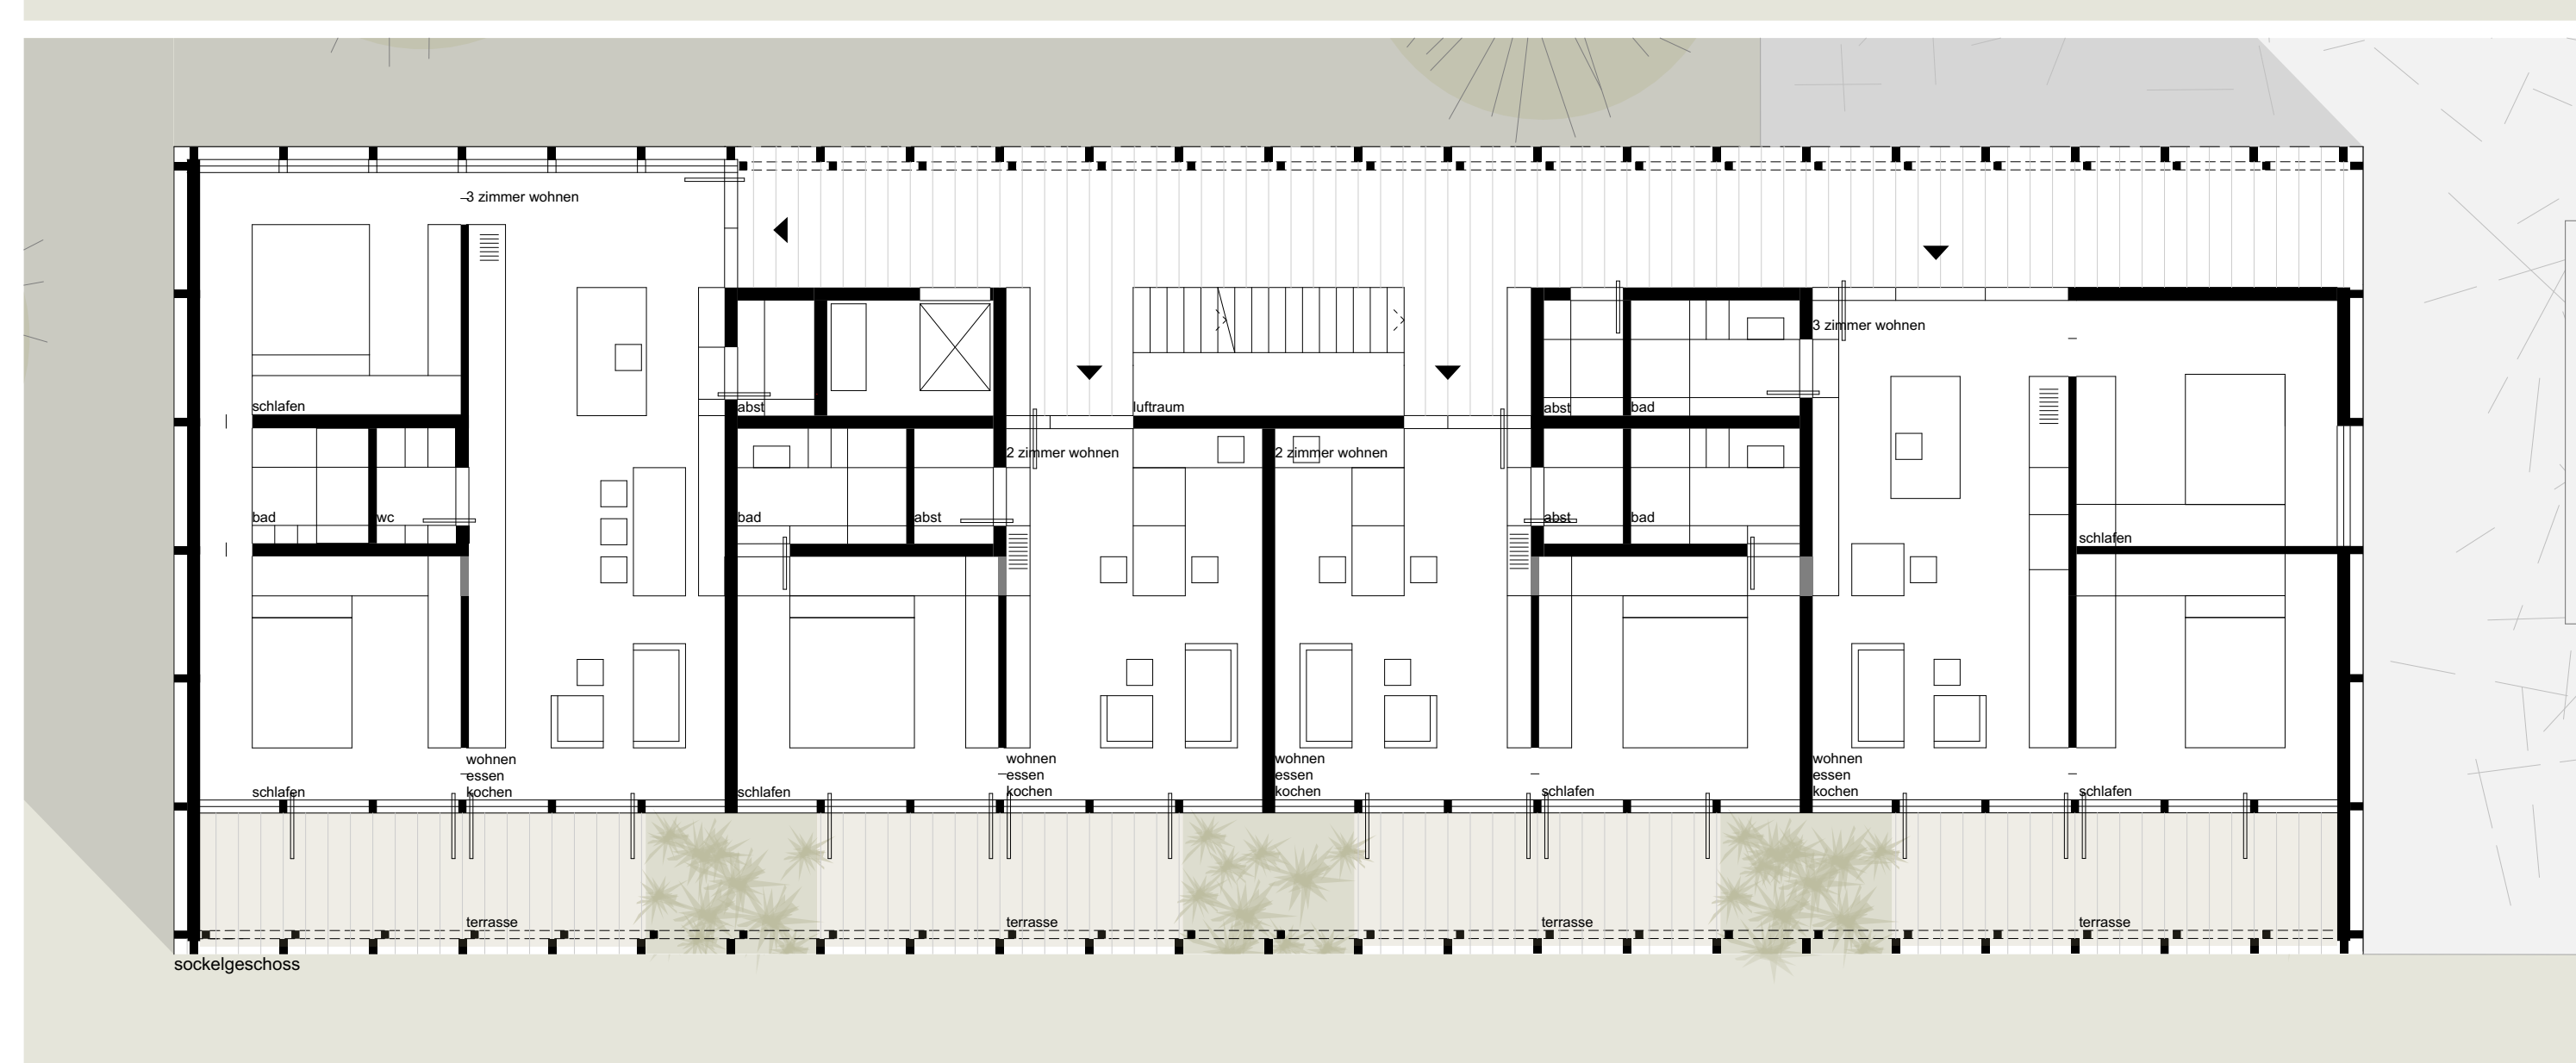 3 zimmer wohnen
3 zimmer wohnen
schlafen
abst
luftraum
abst
bad
2 zimmer wohnen
2 zimmer wohnen
bad
wc
bad
abst
abst
bad
schlafen
wohnen
essen
kochen
wohnen
essen
kochen
wohnen
essen
kochen
wohnen
essen
kochen
schlafen
schlafen
schlafen
schlafen
terrasse
terrasse
terrasse
terrasse
sockelgeschoss